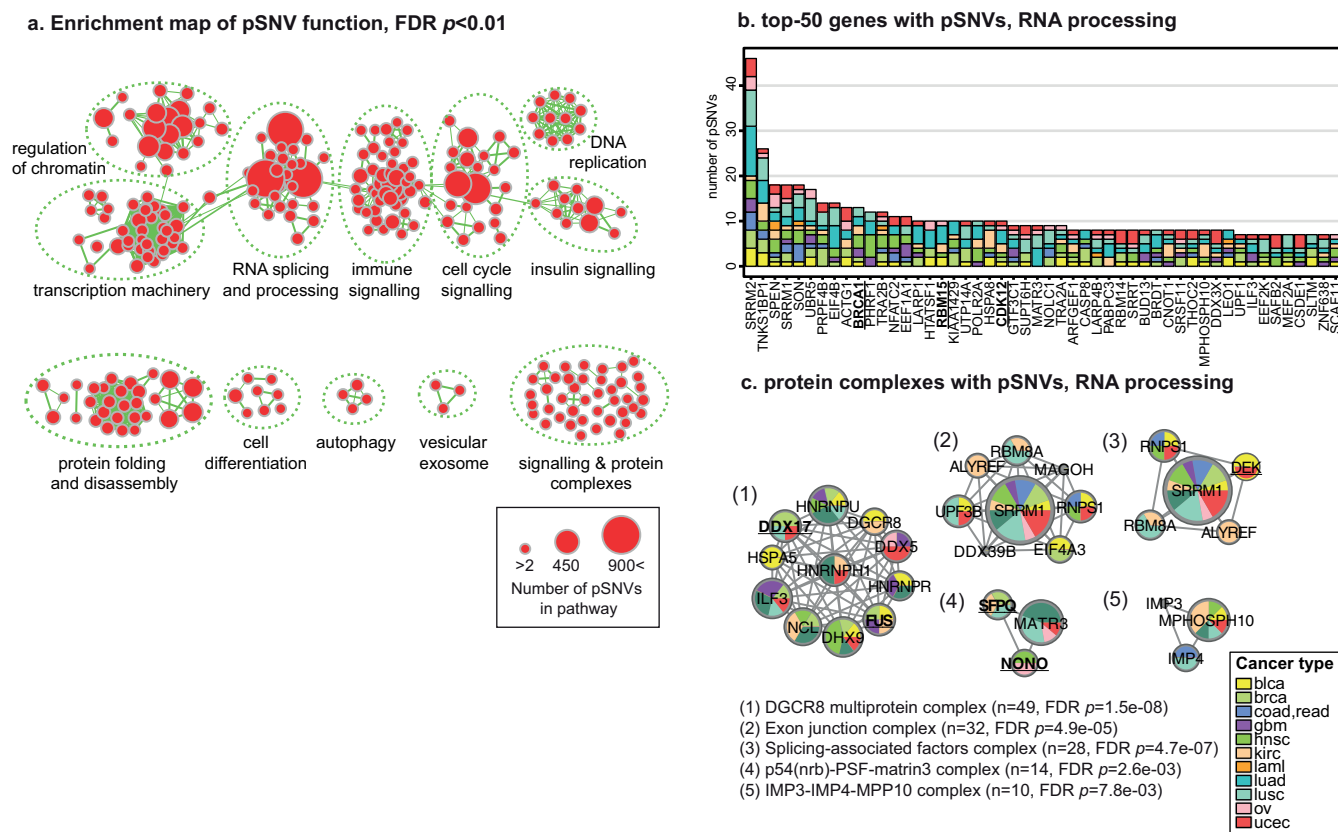 a. Enrichment map of pSNV function, FDR p<0.01
regulation
of chromatin
DNA
replication
transcription machinery
RNA splicing
and processing
immune
signalling
cell cycle
signalling
insulin signalling
protein folding
and disassembly
cell
differentiation
autophagy
vesicular
exosome
signalling & protein
complexes
>2
450
900<
Number of pSNVs
in pathway
b. top-50 genes with pSNVs, RNA processing
number of pSNVs
0
10
20
30
40
SRRM2
TNKS1BP1
SPEN
SRRM1
SON
UBR5
PRPF4B
EIF4B
ACTG1
BRCA1
PHRF1
TRA2B
NFATC2
EEF1A1
LARP1
HTATSF1
RBM15
KIAA1429
UTP14A
POLR2A
HSPA8
CDK12
GTF3C1
SUPT6H
MATR3
NOLC1
TRA2A
ARFGEF1
CASP8
LARP4B
PABPC3
RBM14
SRRT
BUD13
BRDT
CNOT1
SRSF11
THOC2
MPHOSPH10
DDX3X
LEO1
UPF1
ILF3
EEF2K
SAFB2
MEF2A
CSDE1
SLTM
ZNF638
SCAF11
c. protein complexes with pSNVs, RNA processing
(1)
HNRNPU
DDX17
DGCR8
HSPA5
DDX5
HNRNPH1
ILF3
HNRNPR
NCL
FUS
DHX9
(2)
RBM8A
ALYREF
MAGOH
UPF3B
SRRM1
RNPS1
DDX39B
EIF4A3
(3)
RNPS1
DEK
SRRM1
RBM8A
ALYREF
(4)
SFPQ
MATR3
NONO
(5)
IMP3
MPHOSPH10
IMP4
(1) DGCR8 multiprotein complex (n=49, FDR p=1.5e-08)
(2) Exon junction complex (n=32, FDR p=4.9e-05)
(3) Splicing-associated factors complex (n=28, FDR p=4.7e-07)
(4) p54(nrb)-PSF-matrin3 complex (n=14, FDR p=2.6e-03)
(5) IMP3-IMP4-MPP10 complex (n=10, FDR p=7.8e-03)
Cancer type
blca
brca
coad,read
gbm
hnsc
kirc
laml
luad
lusc
ov
ucec